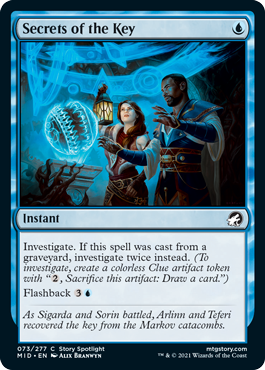 Secrets of the Key
Instant
Investigate. If this spell was cast from a
graveyard, investigate twice instead. (To
investigate, create a colorless Clue artifact token
with “2, Sacrifice this artifact: Draw a card.”)
Flashback 3
As Sigarda and Sorin battled, Arlinn and Teferi
recovered the key from the Markov catacombs.
073/277 C Story Spotlight
mtgstory.com
MID • EN Alix Branwyn
™ & © 2021 Wizards of the Coast